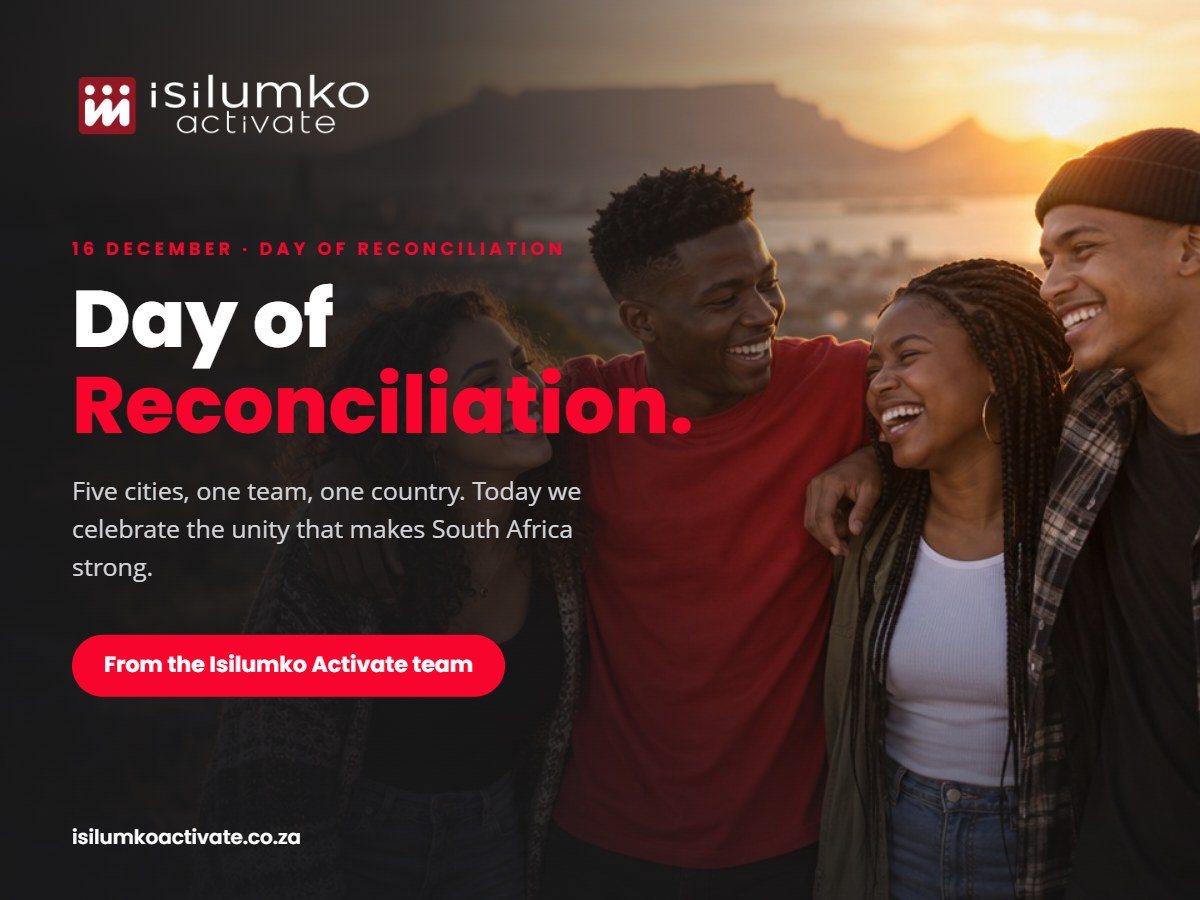 isilumko
activate
16 DECEMBER · DAY OF RECONCILIATION
Day of
Reconciliation.
Five cities, one team, one country. Today we
celebrate the unity that makes South Africa
strong.
From the Isilumko Activate team
isilumkoactivate.co.za